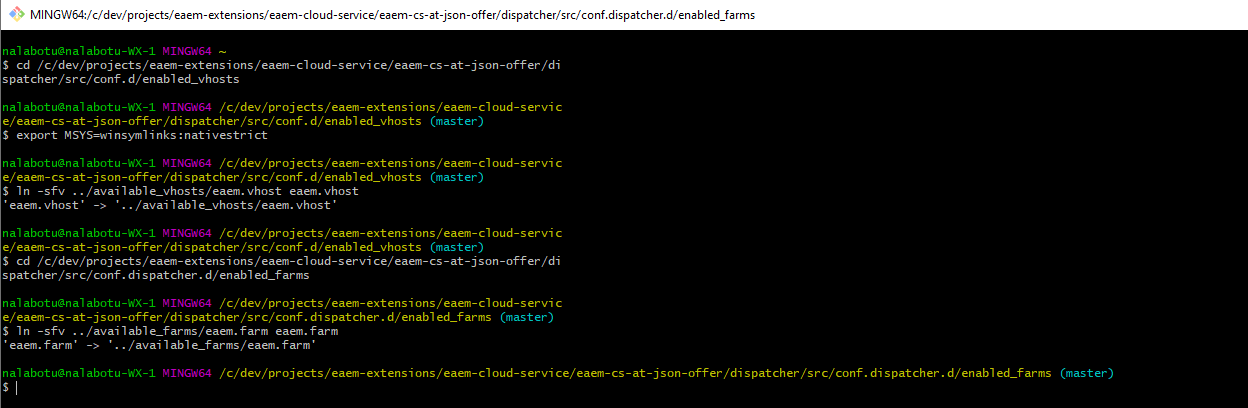 MINGW64:/c/dev/projects/eaem-extensions/eaem-cloud-service/eaem-cs-at-json-offer/dispatcher/src/conf.dispatcher.d/enabled_farms
nalabotu@nalabotu-WX-1 MINGW64 ~
$ cd /c/dev/projects/eaem-extensions/eaem-cloud-service/eaem-cs-at-json-offer/di
spatcher/src/conf.d/enabled_vhosts
nalabotu@nalabotu-WX-1 MINGW64 /c/dev/projects/eaem-extensions/eaem-cloud-servic
e/eaem-cs-at-json-offer/dispatcher/src/conf.d/enabled_vhosts (master)
$ export MSYS=winsymlinks:nativestrict
nalabotu@nalabotu-WX-1 MINGW64 /c/dev/projects/eaem-extensions/eaem-cloud-servic
e/eaem-cs-at-json-offer/dispatcher/src/conf.d/enabled_vhosts (master)
$ ln -sfv ../available_vhosts/eaem.vhost eaem.vhost
'eaem.vhost' -> '../available_vhosts/eaem.vhost'
nalabotu@nalabotu-WX-1 MINGW64 /c/dev/projects/eaem-extensions/eaem-cloud-servic
e/eaem-cs-at-json-offer/dispatcher/src/conf.d/enabled_vhosts (master)
$ cd /c/dev/projects/eaem-extensions/eaem-cloud-service/eaem-cs-at-json-offer/di
spatcher/src/conf.dispatcher.d/enabled_farms
nalabotu@nalabotu-WX-1 MINGW64 /c/dev/projects/eaem-extensions/eaem-cloud-servic
e/eaem-cs-at-json-offer/dispatcher/src/conf.dispatcher.d/enabled_farms (master)
$ ln -sfv ../available_farms/eaem.farm eaem.farm
'eaem.farm' -> '../available_farms/eaem.farm'
nalabotu@nalabotu-WX-1 MINGW64 /c/dev/projects/eaem-extensions/eaem-cloud-service/eaem-cs-at-json-offer/dispatcher/src/conf.dispatcher.d/enabled_farms (master)
$